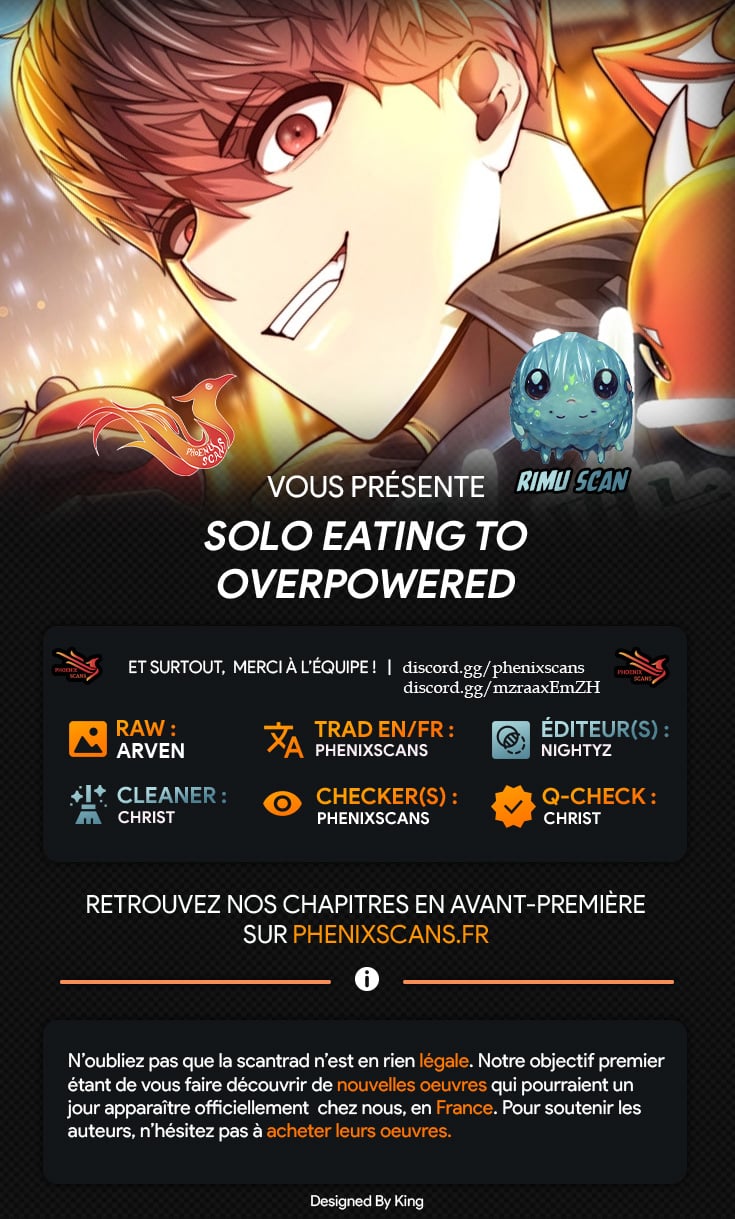 PHOENIX
SCANS
RIMU SCAN
VOUS PRÉSENTE
SOLO EATING TO
OVERPOWERED
PHOENIX
SCANS
ET SURTOUT, MERCI À L'ÉQUIPE ! | discord.gg/phenixscans
discord.gg/mzraaxEmZH
PHOENIX
SCANS
RAW :
ARVEN
TRAD EN/FR :
PHENIXSCANS
ÉDITEUR(S) :
NIGHTYZ
CLEANER :
CHRIST
CHECKER(S) :
PHENIXSCANS
Q-CHECK :
CHRIST
RETROUVEZ NOS CHAPITRES EN AVANT-PREMIÈRE
SUR PHENIXSCANS.FR
N'oubliez pas que la scantrad n'est en rien légale. Notre objectif premier
étant de vous faire découvrir de nouvelles oeuvres qui pourraient un
jour apparaître officiellement chez nous, en France. Pour soutenir les
auteurs, n'hésitez pas à acheter leurs oeuvres.
Designed By King